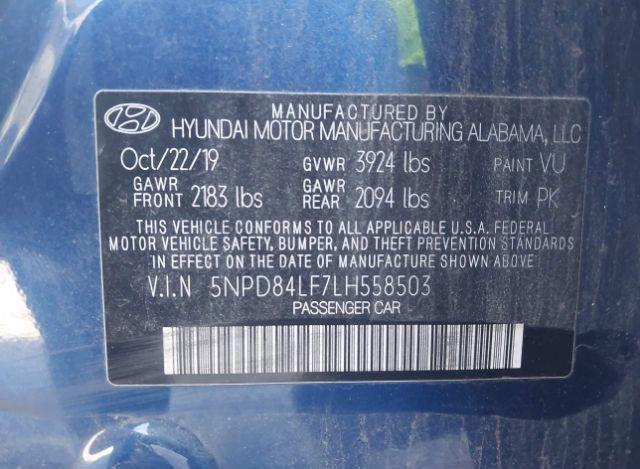 MANUFACTURED BY
HYUNDAI MOTOR MANUFACTURING ALABAMA, LLC
Oct/22/19 GVWR 3924 lbs PAINT VU
GAWR FRONT 2183 lbs GAWR REAR 2094 lbs TRIM PK
THIS VEHICLE CONFORMS TO ALL APPLICABLE U.S.A. FEDERAL
MOTOR VEHICLE SAFETY, BUMPER, AND THEFT PREVENTION STANDARDS
IN EFFECT ON THE DATE OF MANUFACTURE SHOWN ABOVE.
V.I.N 5NPD84LF7LH558503
PASSENGER CAR